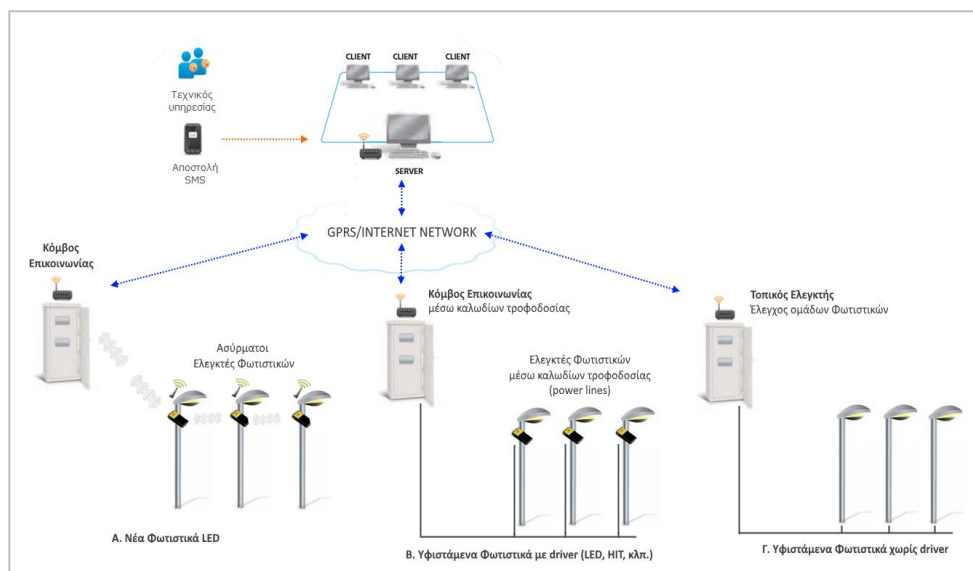 CLIENT CLIENT CLIENT
Τεχνικός
υπηρεσίας
Αποστολή
SMS
SERVER
GPRS/INTERNET NETWORK
Κόμβος
Επικοινωνίας
Κόμβος Επικοινωνίας
μέσω καλωδίων τροφοδοσίας
Τοπικός Ελεγκτής
Έλεγχος ομάδων Φωτιστικών
Ασύρματοι
Ελεγκτές Φωτιστικών
Ελεγκτές Φωτιστικών
μέσω καλωδίων τροφοδοσίας
(power lines)
Α. Νέα Φωτιστικά LED
Β. Υφιστάμενα Φωτιστικά με driver (LED, HIT, κλπ.)
Γ. Υφιστάμενα Φωτιστικά χωρίς driver